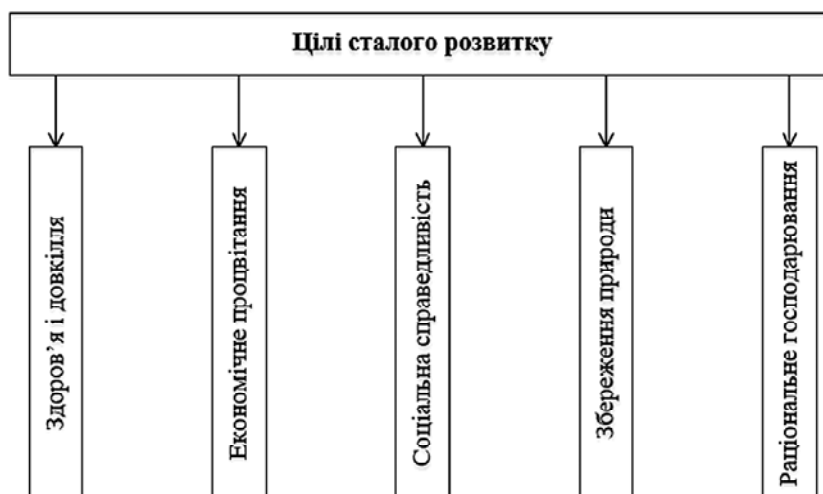 Цілі сталого розвитку
Здоров’я і довкілля
Економічне процвітання
Соціальна справедливість
Збереження природи
Раціональне господарювання